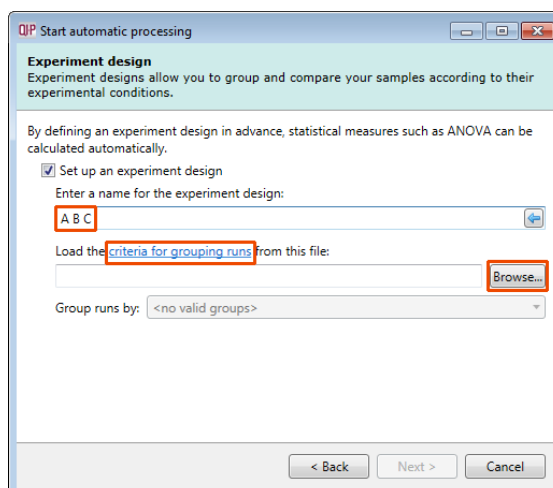 QIP Start automatic processing
Experiment design
Experiment designs allow you to group and compare your samples according to their
experimental conditions.
By defining an experiment design in advance, statistical measures such as ANOVA can be
calculated automatically.
Set up an experiment design
Enter a name for the experiment design:
A B C
Load the criteria for grouping runs from this file:
Browse...
Group runs by: <no valid groups>
< Back Next > Cancel